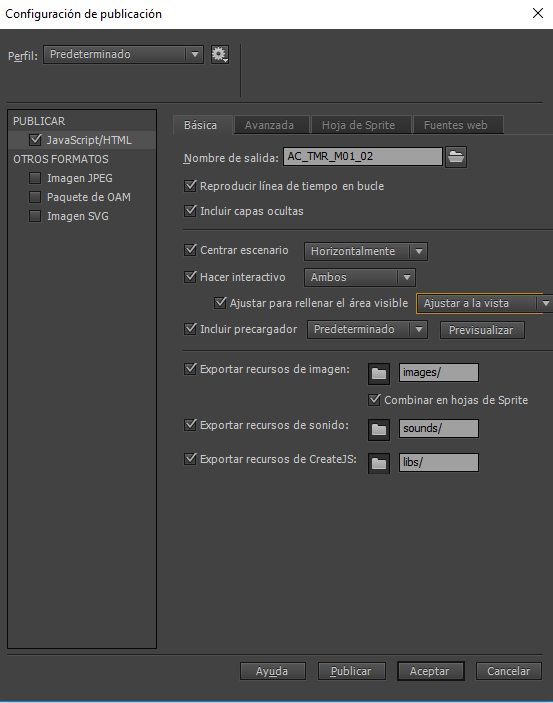 Configuración de publicación
Perfil: Predeterminado
PUBLICAR
JavaScript/HTML
OTROS FORMATOS
Imagen JPEG
Paquete de OAM
Imagen SVG
Básica Avanzada Hoja de Sprite Fuentes web
Nombre de salida: AC_TMR_M01_02
Reproducir línea de tiempo en bucle
Incluir capas ocultas
Centrar escenario Horizontalmente
Hacer interactivo Ambos
Ajustar para rellenar el área visible Ajustar a la vista
Incluir precargador Predeterminado Previsualizar
Exportar recursos de imagen: images/
Combinar en hojas de Sprite
Exportar recursos de sonido: sounds/
Exportar recursos de CreateJS: libs/
Ayuda Publicar Aceptar Cancelar